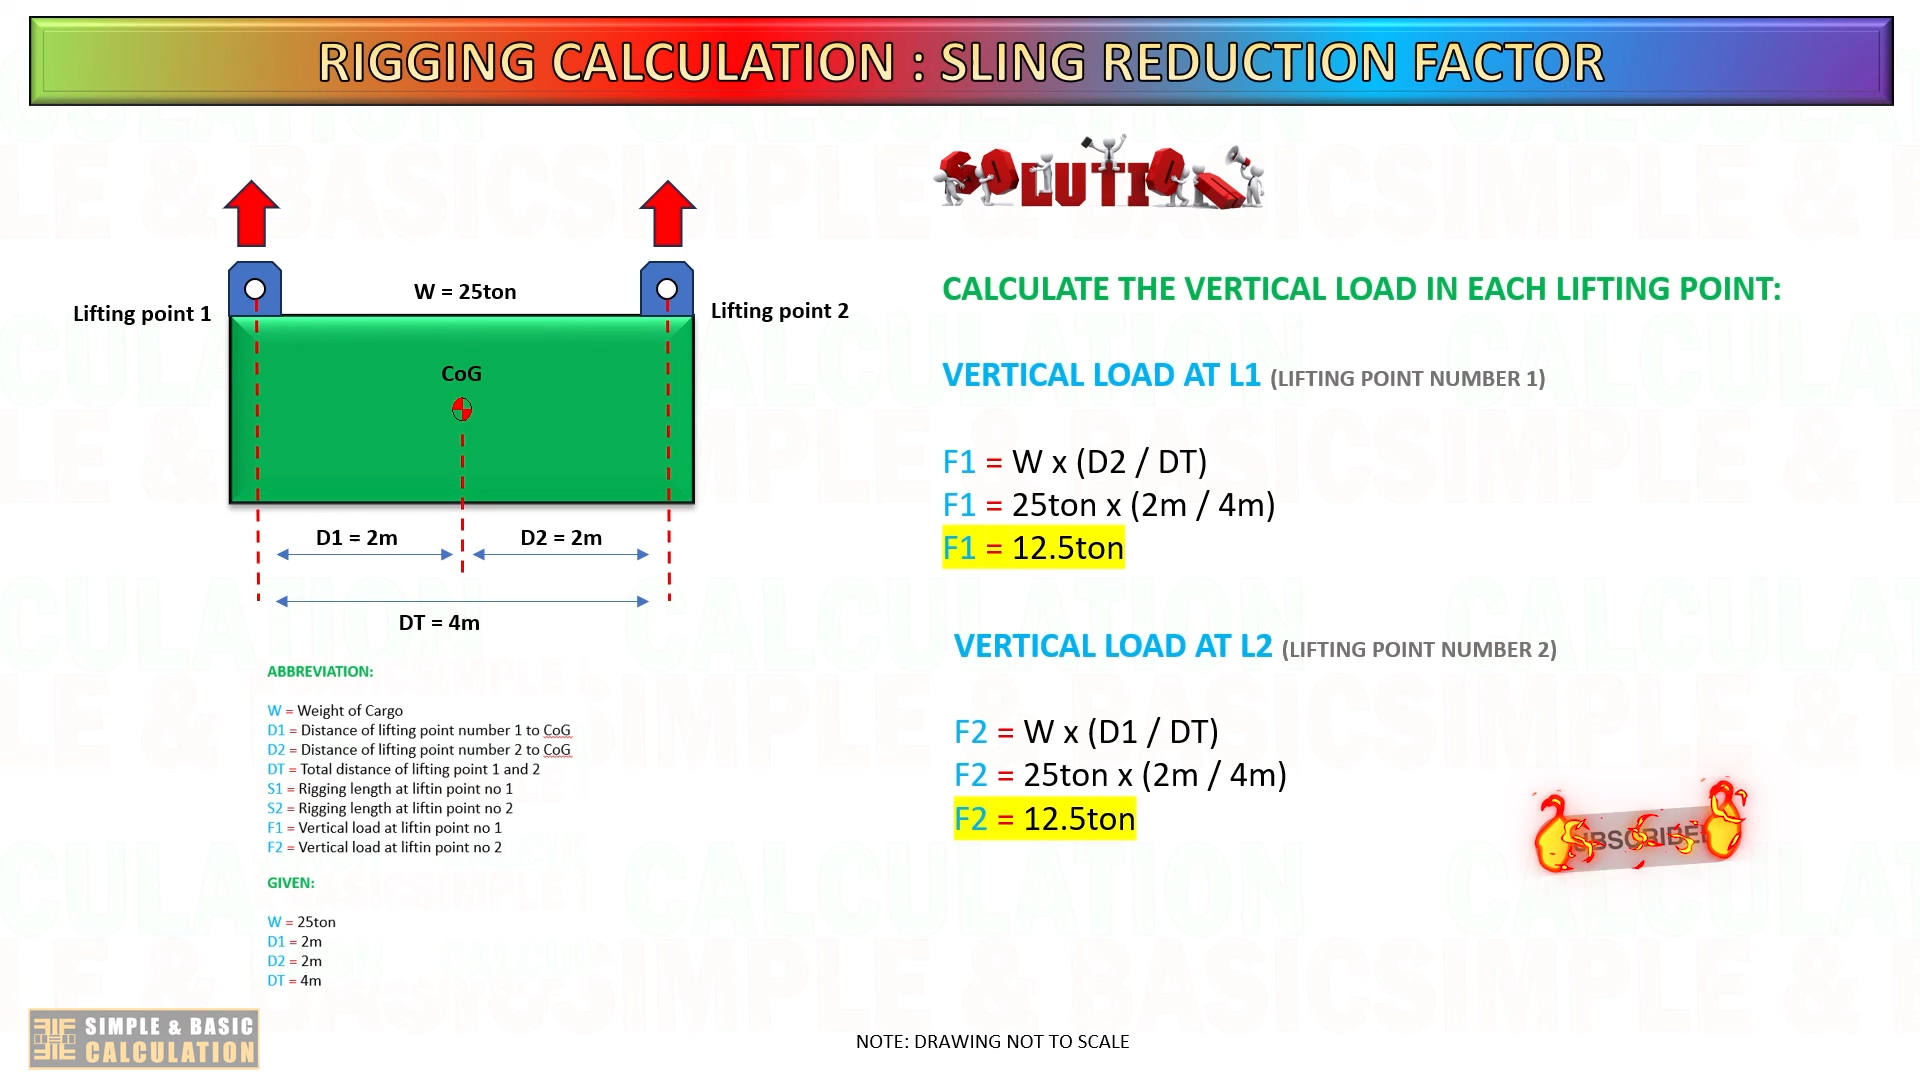 RIGGING CALCULATION : SLING REDUCTION FACTOR
SOLUTION
Lifting point 1
W = 25ton
Lifting point 2
CoG
D1 = 2m
D2 = 2m
DT = 4m
ABBREVIATION:
W = Weight of Cargo
D1 = Distance of lifting point number 1 to CoG
D2 = Distance of lifting point number 2 to CoG
DT = Total distance of lifting point 1 and 2
S1 = Rigging length at liftin point no 1
S2 = Rigging length at liftin point no 2
F1 = Vertical load at liftin point no 1
F2 = Vertical load at liftin point no 2
GIVEN:
W = 25ton
D1 = 2m
D2 = 2m
DT = 4m
CALCULATE THE VERTICAL LOAD IN EACH LIFTING POINT:
VERTICAL LOAD AT L1 (LIFTING POINT NUMBER 1)
F1 = W x (D2 / DT)
F1 = 25ton x (2m / 4m)
F1 = 12.5ton
VERTICAL LOAD AT L2 (LIFTING POINT NUMBER 2)
F2 = W x (D1 / DT)
F2 = 25ton x (2m / 4m)
F2 = 12.5ton
SIMPLE & BASIC
CALCULATION
NOTE: DRAWING NOT TO SCALE